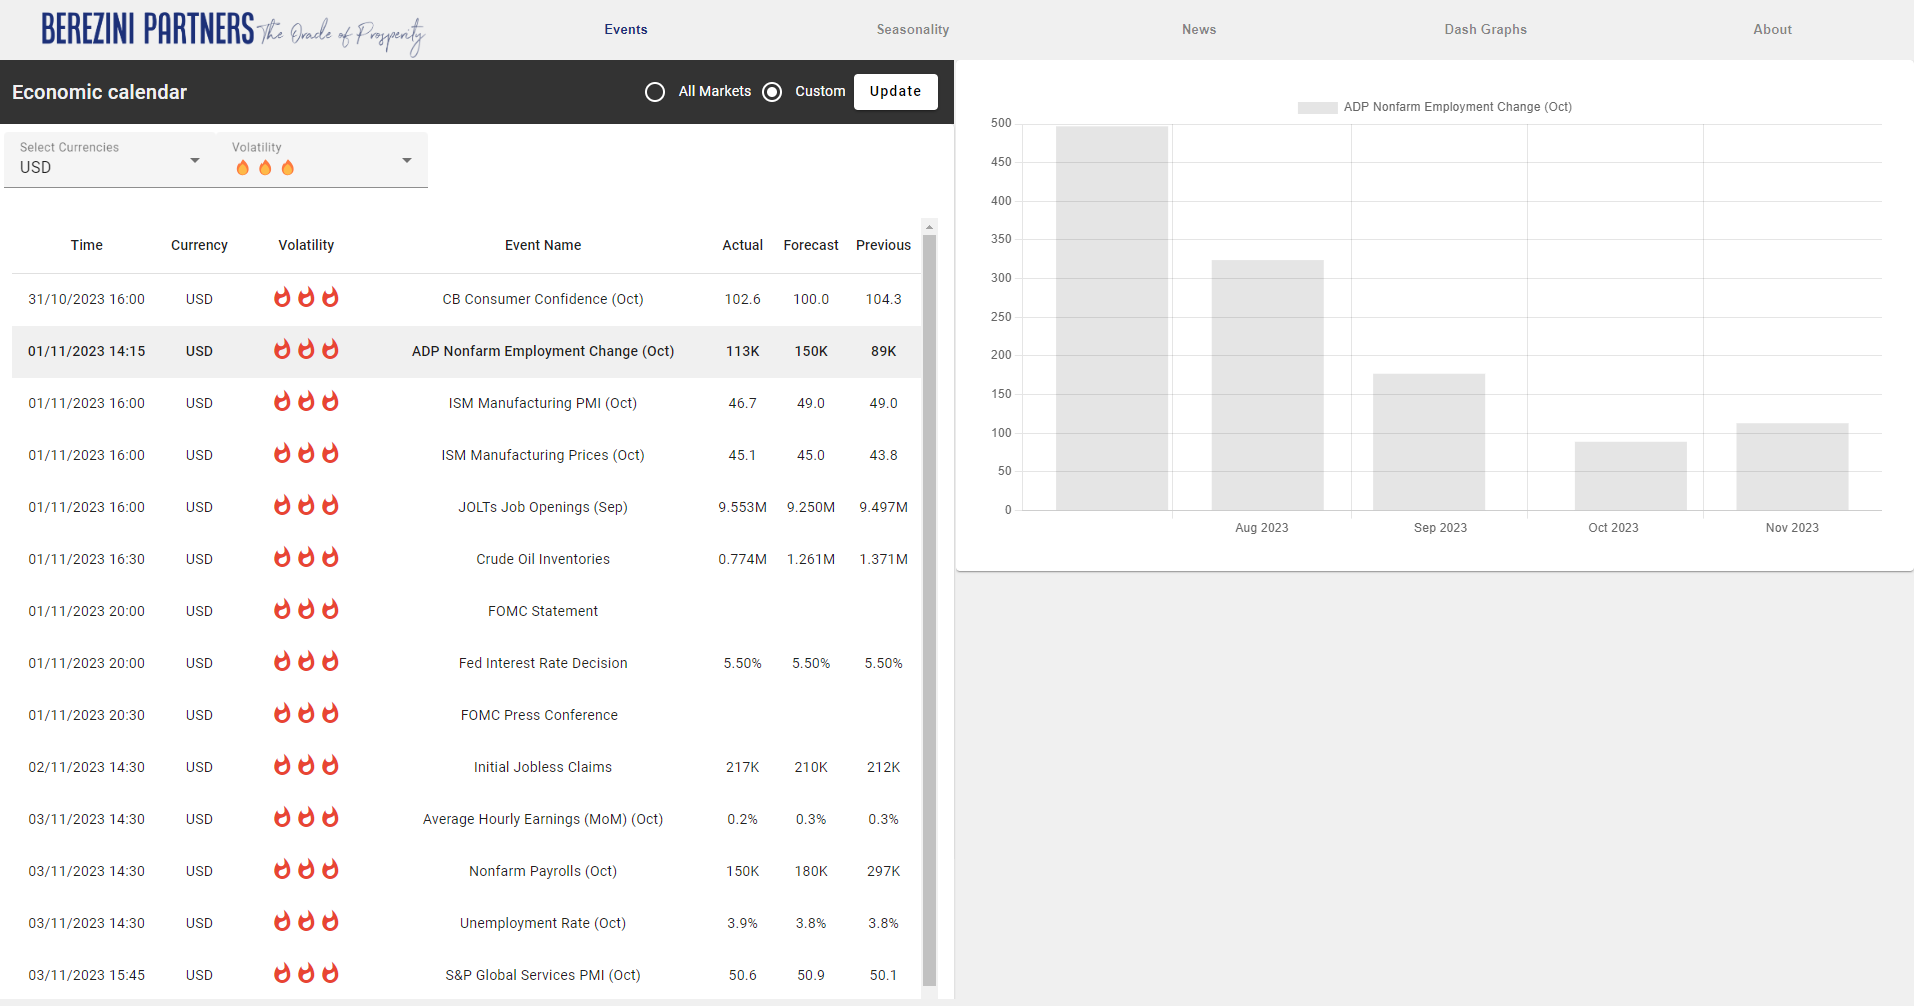 BEREZINI PARTNERS The Oracle of Prosperity
Events Seasonality News Dash Graphs About
Economic calendar All Markets Custom Update
Select Currencies Volatility
USD
Time Currency Volatility Event Name Actual Forecast Previous
31/10/2023 16:00 USD CB Consumer Confidence (Oct) 102.6 100.0 104.3
01/11/2023 14:15 USD ADP Nonfarm Employment Change (Oct) 113K 150K 89K
01/11/2023 16:00 USD ISM Manufacturing PMI (Oct) 46.7 49.0 49.0
01/11/2023 16:00 USD ISM Manufacturing Prices (Oct) 45.1 45.0 43.8
01/11/2023 16:00 USD JOLTs Job Openings (Sep) 9.553M 9.250M 9.497M
01/11/2023 16:30 USD Crude Oil Inventories 0.774M 1.261M 1.371M
01/11/2023 20:00 USD FOMC Statement
01/11/2023 20:00 USD Fed Interest Rate Decision 5.50% 5.50% 5.50%
01/11/2023 20:30 USD FOMC Press Conference
02/11/2023 14:30 USD Initial Jobless Claims 217K 210K 212K
03/11/2023 14:30 USD Average Hourly Earnings (MoM) (Oct) 0.2% 0.3% 0.3%
03/11/2023 14:30 USD Nonfarm Payrolls (Oct) 150K 180K 297K
03/11/2023 14:30 USD Unemployment Rate (Oct) 3.9% 3.8% 3.8%
03/11/2023 15:45 USD S&P Global Services PMI (Oct) 50.6 50.9 50.1
ADP Nonfarm Employment Change (Oct)
500
450
400
350
300
250
200
150
100
50
0
Aug 2023 Sep 2023 Oct 2023 Nov 2023